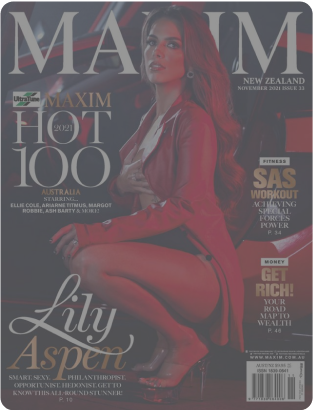 MAXIM
NEW ZEALAND
NOVEMBER 2021 ISSUE 23
UltraTune
MAXIM
HOT
2021
100
AUSTRALIA
STARRING...
ELLIE COLE, ARIARNE TITMUS, MARGOT
ROBBIE, ASH BARTY & MORE!
FITNESS
SAS
WORKOUT
ACHIEVING
SPECIAL
FORCES
POWER
MONEY
GET
RICH!
YOUR
ROAD
MAP TO
WEALTH
Lily
Aspen
SMART, SEXY
PHILANTHROPIST,
OPPORTUNIST, HEDONIST, GET TO
KNOW THIS ALL-ROUND STUNNER!
WWW.MAXIM.COM.AU